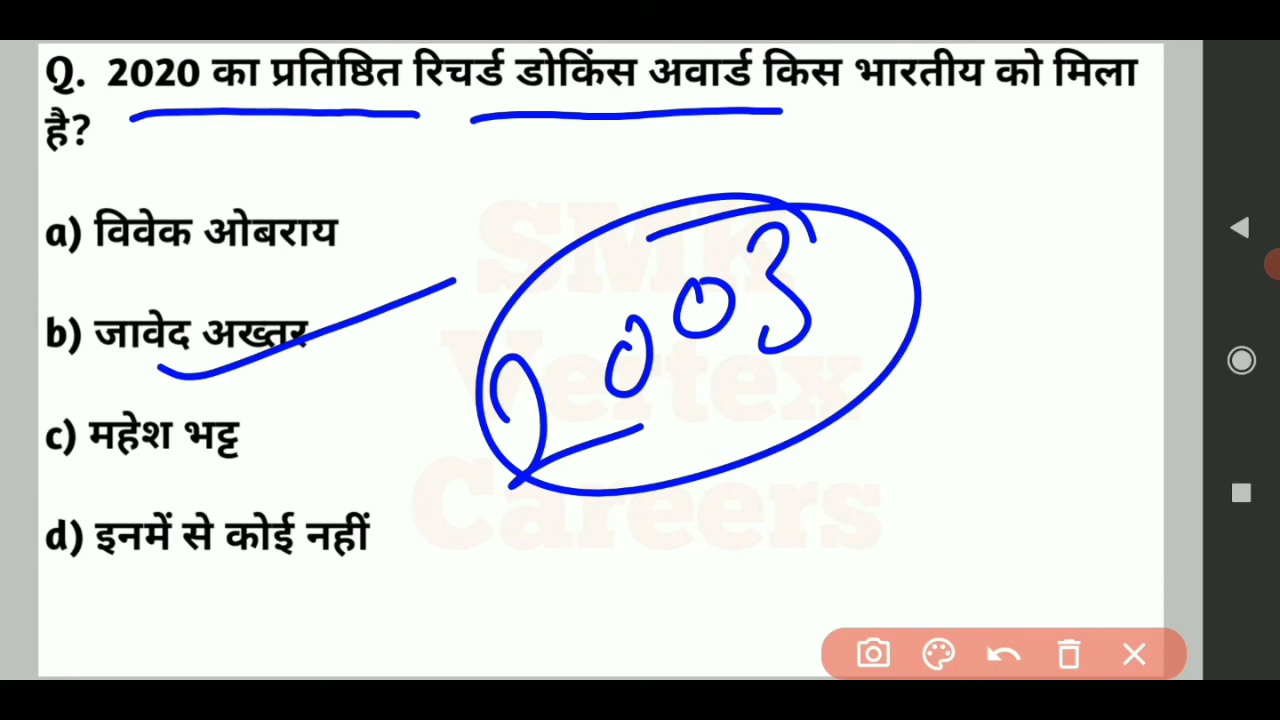 Q. 2020 का प्रतिष्ठित रिचर्ड डोकिंस अवार्ड किस भारतीय को मिला
है?
a) विवेक ओबराय
b) जावेद अख्तर
c) महेश भट्ट
d) इनमें से कोई नहीं
2003
SMK
Vertex
Careers